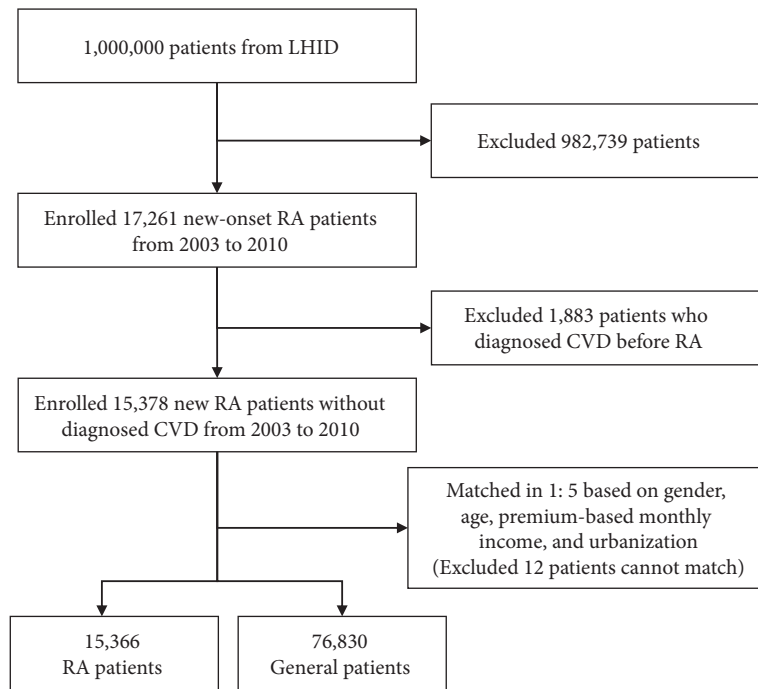 1,000,000 patients from LHID
Excluded 982,739 patients
Enrolled 17,261 new-onset RA patients
from 2003 to 2010
Excluded 1,883 patients who
diagnosed CVD before RA
Enrolled 15,378 new RA patients without
diagnosed CVD from 2003 to 2010
Matched in 1: 5 based on gender,
age, premium-based monthly
income, and urbanization
(Excluded 12 patients cannot match)
15,366
RA patients
76,830
General patients